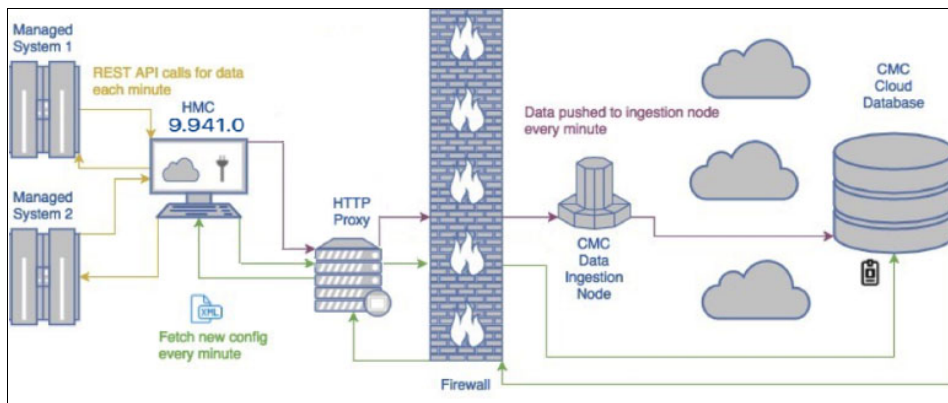 Managed
System 1
REST API calls for data
each minute
HMC
9.941.0
Managed
System 2
HTTP
Proxy
XML
Fetch new config
every minute
Firewall
Data pushed to ingestion node
every minute
CMC
Data
Ingestion
Node
CMC
Cloud
Database